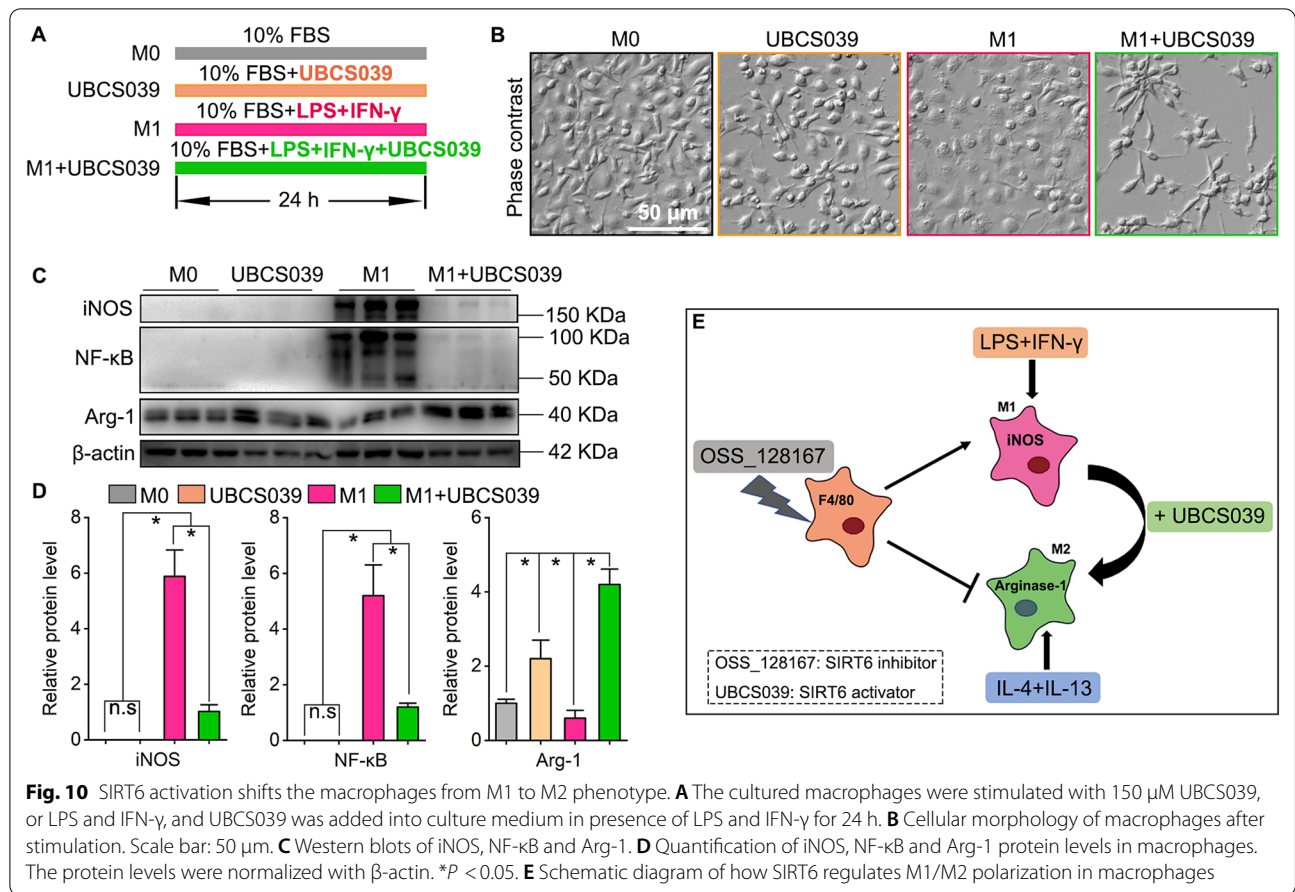 A
10% FBS
M0
10% FBS+UBCS039
UBCS039
10% FBS+LPS+IFN-γ
M1
10% FBS+LPS+IFN-γ+UBCS039
M1+UBCS039
24 h
B
M0 UBCS039 M1 M1+UBCS039
Phase contrast
50 µm
C
M0 UBCS039 M1 M1+UBCS039
iNOS
150 KDa
NF-κB
100 KDa
50 KDa
Arg-1
40 KDa
β-actin
42 KDa
D
M0 UBCS039 M1 M1+UBCS039
Relative protein level
8
6
4
2
0
n.s
*
*
iNOS
Relative protein level
8
6
4
2
0
n.s
*
*
NF-κB
Relative protein level
6
4
2
0
* * *
Arg-1
E
LPS+IFN-γ
M1
iNOS
OSS_128167
F4/80
+ UBCS039
M2
Arginase-1
IL-4+IL-13
OSS_128167: SIRT6 inhibitor
UBCS039: SIRT6 activator
Fig. 10 SIRT6 activation shifts the macrophages from M1 to M2 phenotype. A The cultured macrophages were stimulated with 150 µM UBCS039,
or LPS and IFN-γ, and UBCS039 was added into culture medium in presence of LPS and IFN-γ for 24 h. B Cellular morphology of macrophages after
stimulation. Scale bar: 50 µm. C Western blots of iNOS, NF-κB and Arg-1. D Quantification of iNOS, NF-κB and Arg-1 protein levels in macrophages.
The protein levels were normalized with β-actin. *P < 0.05. E Schematic diagram of how SIRT6 regulates M1/M2 polarization in macrophages